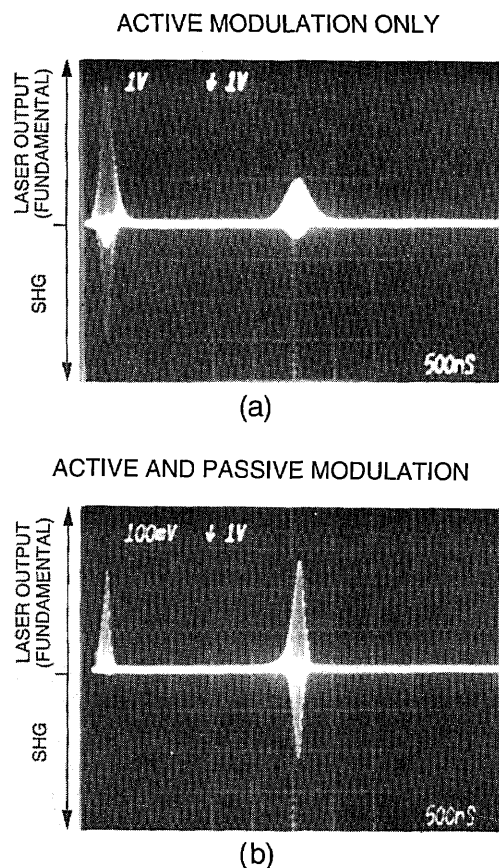 ACTIVE MODULATION ONLY
LASER OUTPUT
(FUNDAMENTAL)
SHG
1V ↓ 1V
500nS
(a)
ACTIVE AND PASSIVE MODULATION
LASER OUTPUT
(FUNDAMENTAL)
SHG
100mV ↓ 1V
500nS
(b)